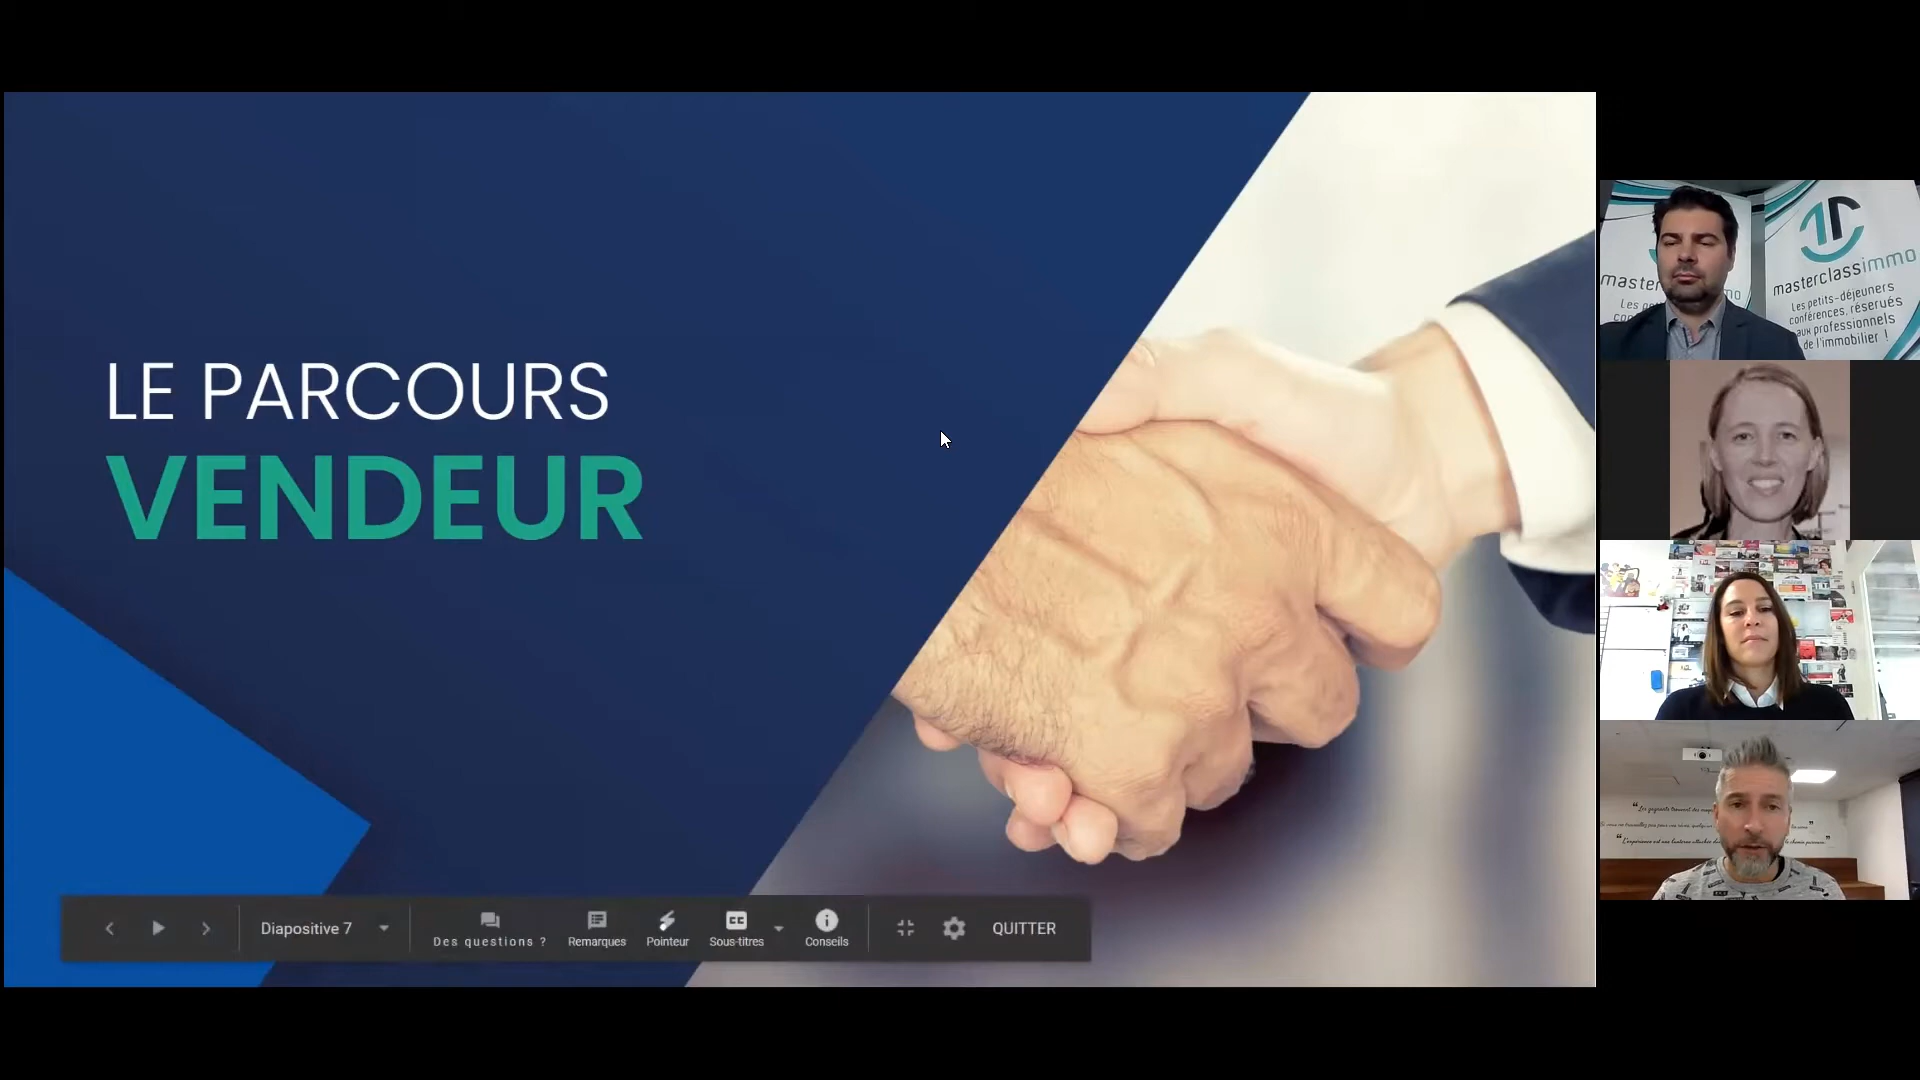 LE PARCOURS
VENDEUR
Diapositive 7
Des questions ?
Remarques
Pointeur
Sous-titres
Conseils
QUITTER
masterclassimmo
Les petits-déjeuners
conférences, réservés
aux professionnels
de l'immobilier !